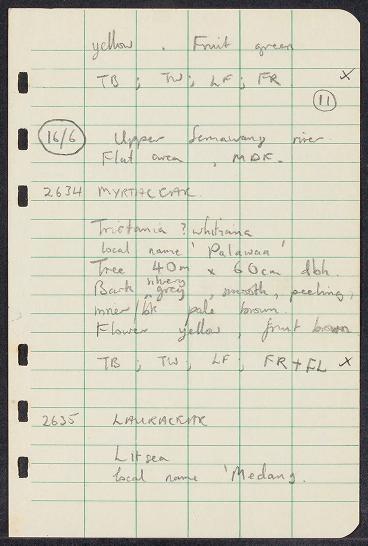 yellow . Fruit green
TB ; TW ; LF ; FR x
11
16/6 Upper Semawang river.
Flat area , MDF.
2634 MYRTACEAE.
Tristania ? whitiana
local name 'Palawaa'
Tree 40m x 60cm dbh.
silvery
Bark grey , smooth, peeling,
inner/bk pale brown.
Flower yellow, fruit brown
TB ; TW ; LF ; FR + FL x
2635 LAURACEAE
Litsea
local name 'Medang.